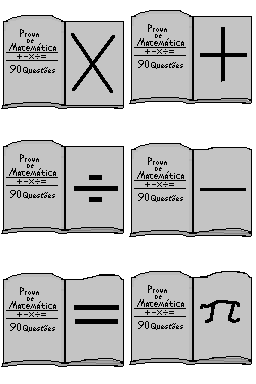 Prova
de
Matemática
+-×÷=
90 Questões
X
Prova
de
Matemática
+-×÷=
90 Questões
+
Prova
de
Matemática
+-×÷=
90 Questões
÷
Prova
de
Matemática
+-×÷=
90 Questões
-
Prova
de
Matemática
+-×÷=
90 Questões
=
Prova
de
Matemática
+-×÷=
90 Questões
π